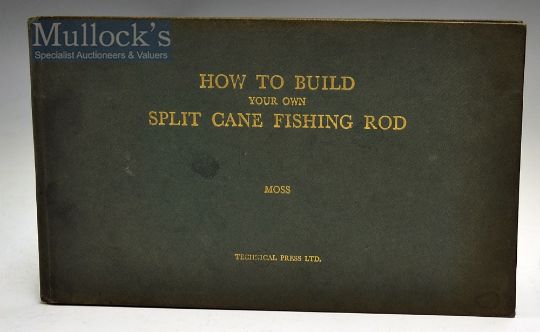 Mullock's
Specialist Auctioneers & Valuers
HOW TO BUILD
YOUR OWN
SPLIT CANE FISHING ROD
MOSS
TECHNICAL PRESS LTD.